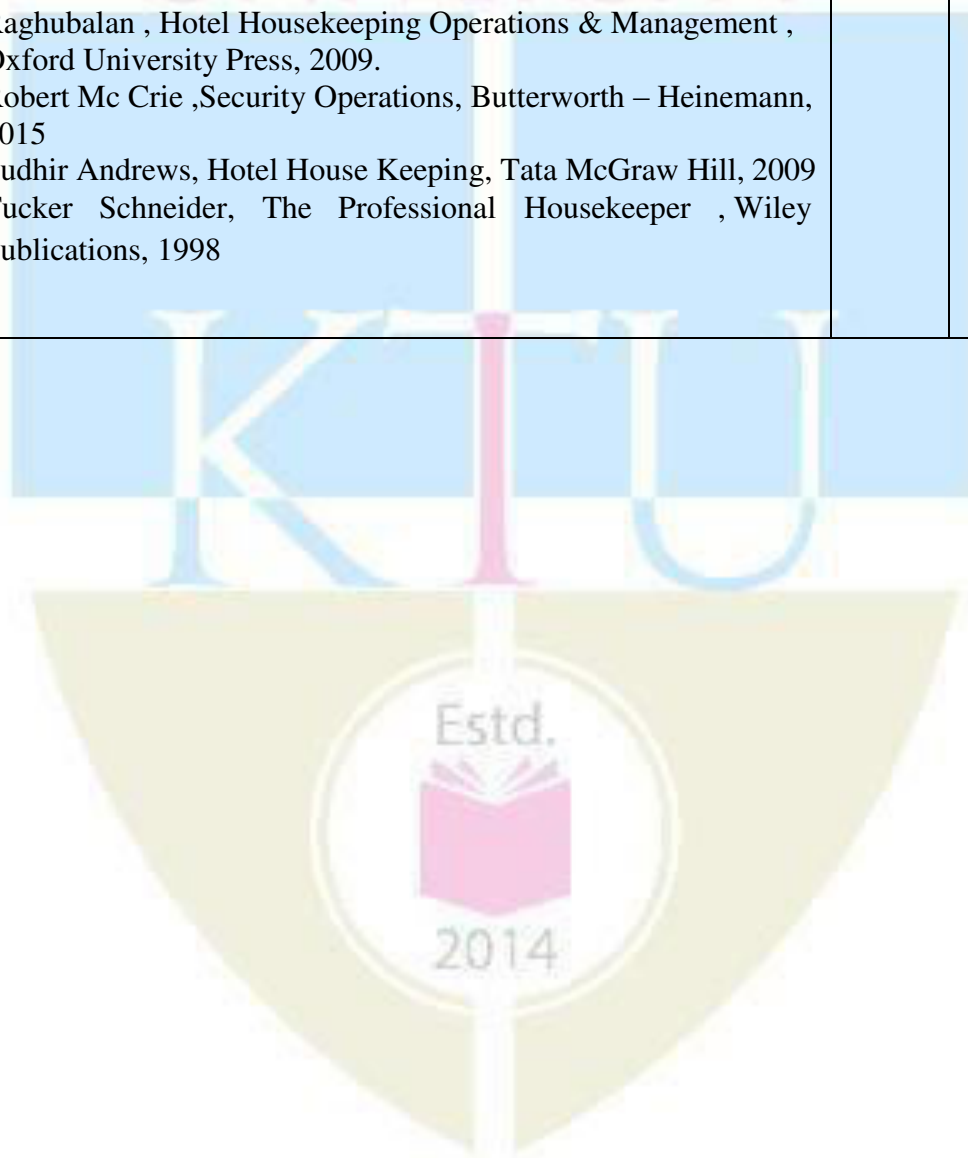 aghubalan , Hotel Housekeeping Operations & Management ,
xford University Press, 2009.
obert Mc Crie ,Security Operations, Butterworth – Heinemann,
015
udhir Andrews, Hotel House Keeping, Tata McGraw Hill, 2009
ucker Schneider, The Professional Housekeeper , Wiley
ublications, 1998
KTU
Estd.
2014